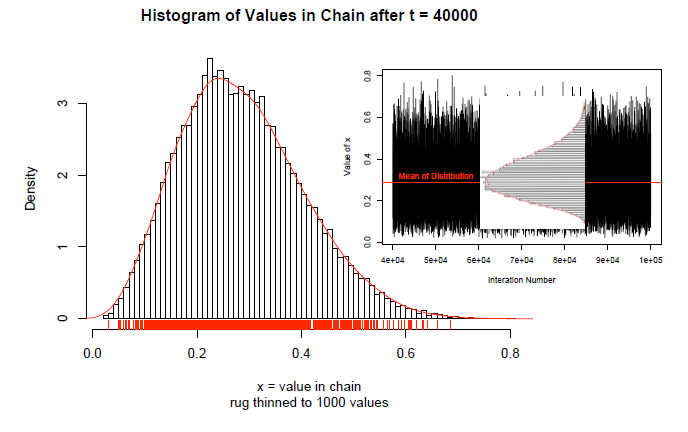 Histogram of Values in Chain after t = 40000
Density
0
1
2
3
0.0
0.2
0.4
0.6
0.8
x = value in chain
rug thinned to 1000 values
Value of x
0.0
0.2
0.4
0.6
0.8
Mean of Distribution
4e+04
5e+04
6e+04
7e+04
8e+04
9e+04
1e+05
Interation Number